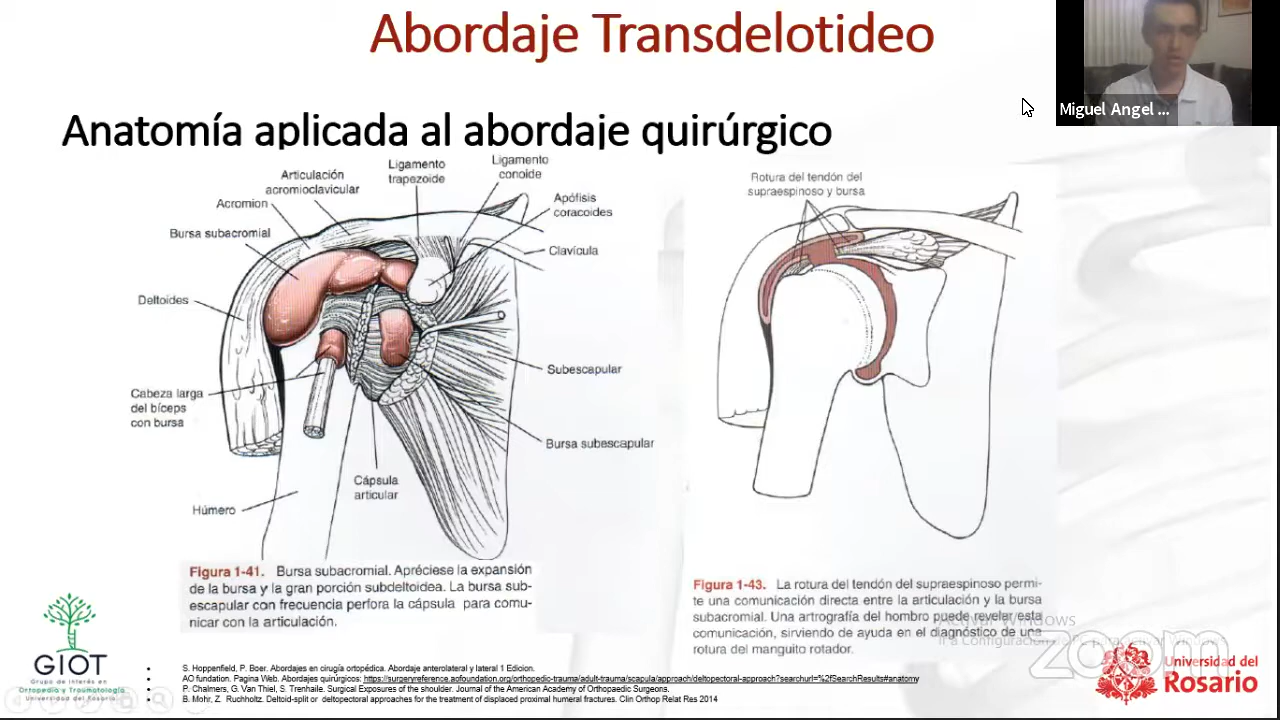 Abordaje Transdelotideo
Miguel Angel ...
Anatomía aplicada al abordaje quirúrgico
Ligamento
trapezoide
Ligamento
conoide
Articulación
acromioclavicular
Acromion
Apófisis
coracoides
Bursa subacromial
Clavícula
Deltoides
Subescapular
Cabeza larga
del bíceps
con bursa
Bursa subescapular
Cápsula
articular
Húmero
Rotura del tendón del
supraespinoso y bursa
Figura 1-41. Bursa subacromial. Apréciese la expansión
de la bursa y la gran porción subdeltoidea. La bursa sub-
escapular con frecuencia perfora la cápsula para comu-
nicar con la articulación.
Figura 1-43. La rotura del tendón del supraespinoso permi-
te una comunicación directa entre la articulación y la bursa
subacromial. Una artrografía del hombro puede revelar esta
comunicación, sirviendo de ayuda en el diagnóstico de una
rotura del manguito rotador.
Activar Windows
zoom
GIOT
Grupo de Interés en
Ortopedia y Traumatología
Universidad del Rosario
• S. Hoppenfield, P. Boer. Abordajes en cirugía ortopédica. Abordaje anterolateral y lateral 1 Edicion.
• AO fundation. Pagina Web. Abordajes quirúrgicos: https://surgeryreference.aofoundation.org/orthopedic-trauma/adult-trauma/scapula/approach/deltopectoral-approach?searchurl=%2fSearchResults#anatomy
• P. Chalmers, G. Van Thiel, S. Trenhaile. Surgical Exposures of the shoulder. Journal of the American Academy of Orthopaedic Surgeons.
• B. Mohr, Z. Ruchholtz. Deltoid-split or deltopectoral approaches for the treatment of displaced proximal humeral fractures. Clin Orthop Relat Res 2014
Universidad del
Rosario